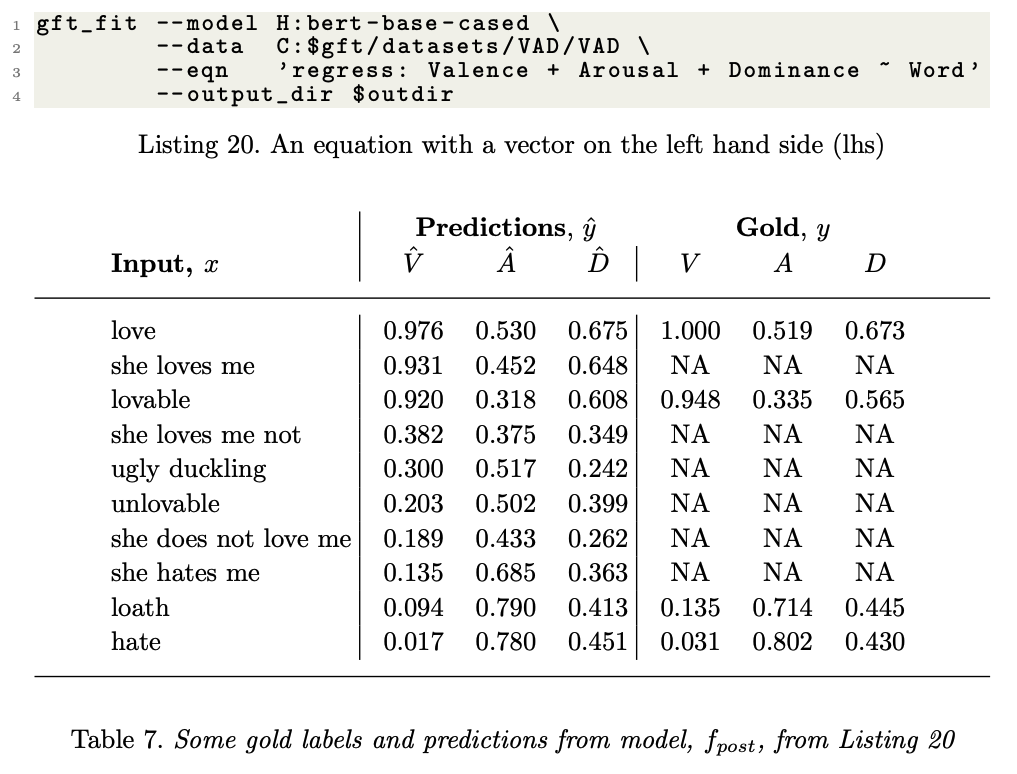 1 gft_fit --model H:bert-base-cased \
2 --data C:$gft/datasets/VAD/VAD \
3 --eqn 'regress: Valence + Arousal + Dominance ~ Word'
4 --output_dir $outdir
Listing 20. An equation with a vector on the left hand side (lhs)
Predictions, ŷ Gold, y
Input, x V̂ Â D̂ V A D
love 0.976 0.530 0.675 1.000 0.519 0.673
she loves me 0.931 0.452 0.648 NA NA NA
lovable 0.920 0.318 0.608 0.948 0.335 0.565
she loves me not 0.382 0.375 0.349 NA NA NA
ugly duckling 0.300 0.517 0.242 NA NA NA
unlovable 0.203 0.502 0.399 NA NA NA
she does not love me 0.189 0.433 0.262 NA NA NA
she hates me 0.135 0.685 0.363 NA NA NA
loath 0.094 0.790 0.413 0.135 0.714 0.445
hate 0.017 0.780 0.451 0.031 0.802 0.430
Table 7. Some gold labels and predictions from model, f_post, from Listing 20